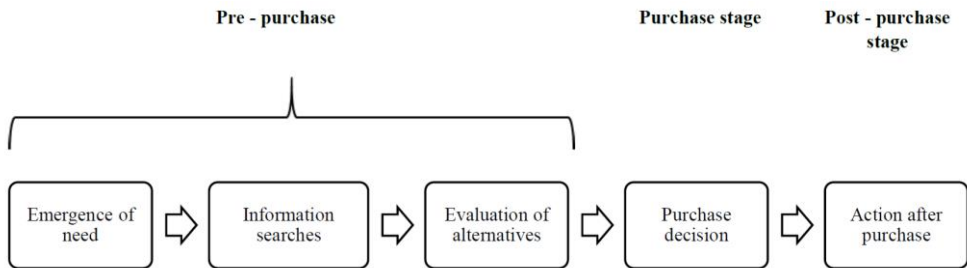 Pre - purchase
Purchase stage
Post - purchase
stage
Emergence of
need
Information
searches
Evaluation of
alternatives
Purchase
decision
Action after
purchase